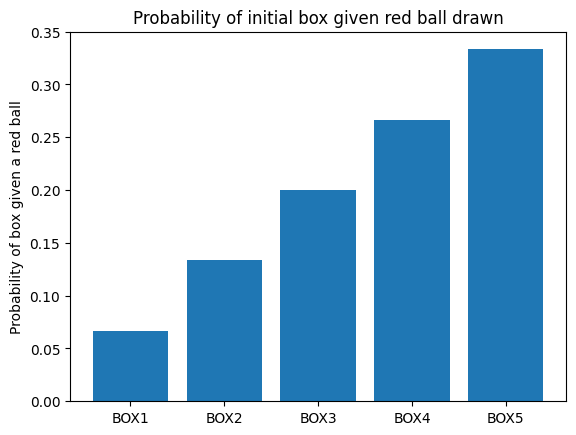 Probability of initial box given red ball drawn
Probability of box given a red ball
0.35
0.30
0.25
0.20
0.15
0.10
0.05
0.00
BOX1 BOX2 BOX3 BOX4 BOX5